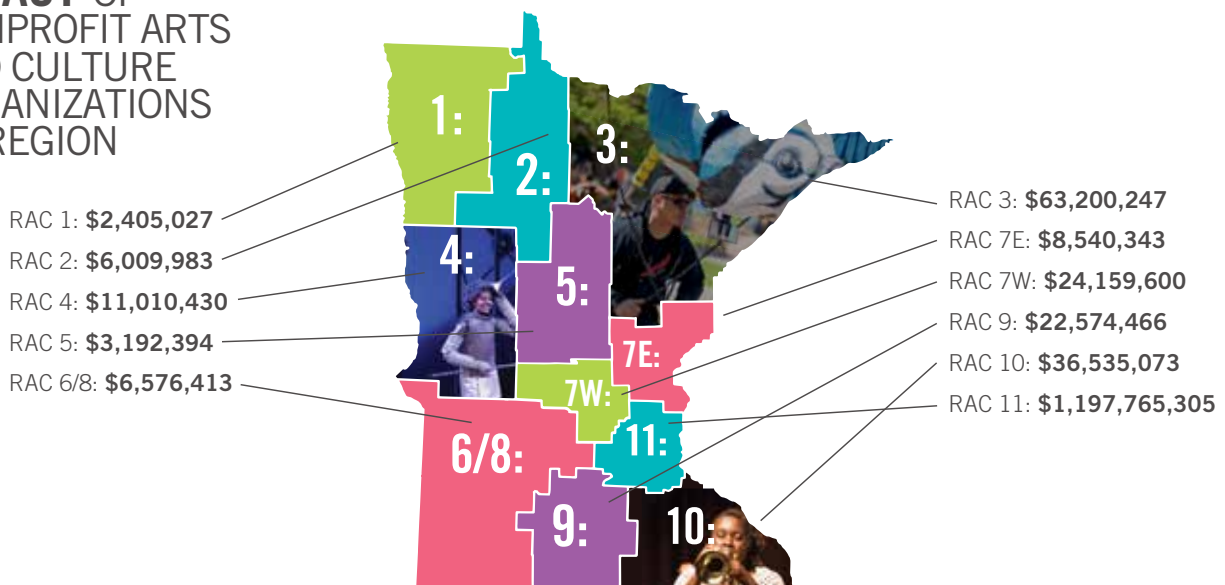 OF
PROFIT ARTS
CULTURE
REGION
RAC 1: $2,405,027
RAC 2: $6,009,983
RAC 4: $11,010,430
RAC 5: $3,192,394
RAC 6/8: $6,576,413
1:
2:
3:
4:
5:
7E:
7W:
6/8:
11:
9:
10:
RAC 3: $63,200,247
RAC 7E: $8,540,343
RAC 7W: $24,159,600
RAC 9: $22,574,466
RAC 10: $36,535,073
RAC 11: $1,197,765,305